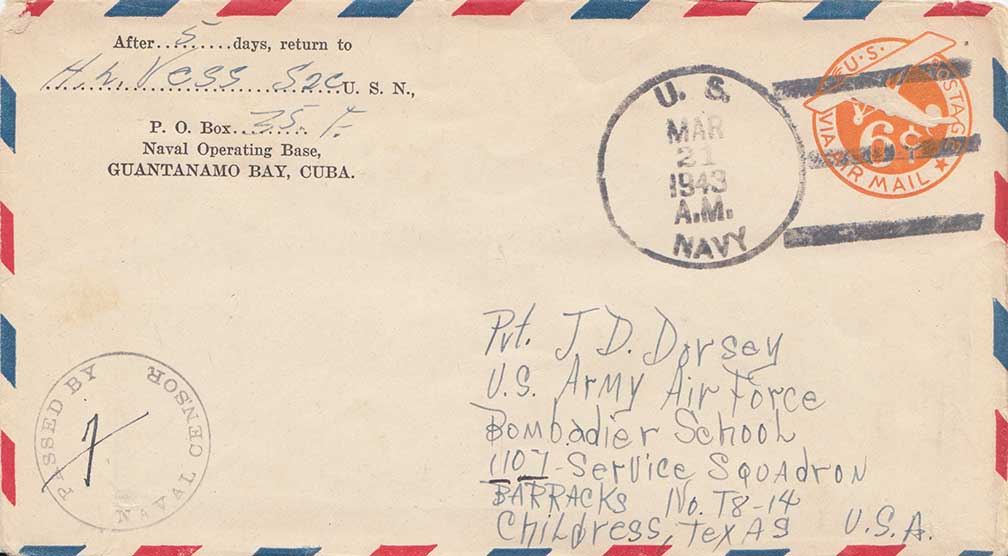 After..5....days, return to
H. L. Vess S2c U. S. N.,
P. O. Box 25 F.
Naval Operating Base,
GUANTANAMO BAY, CUBA.
U. S.
MAR
21
1943
A.M.
NAVY
U.S. POSTAGE
6¢
VIA AIR MAIL
Pvt. J. D. Dorsey
U.S. Army Air Force
Bombadier School
1107-Service Squadron
BARRACKS No. T8-14
Childress, Texas U.S.A.
PASSED BY
NAVAL CENSOR